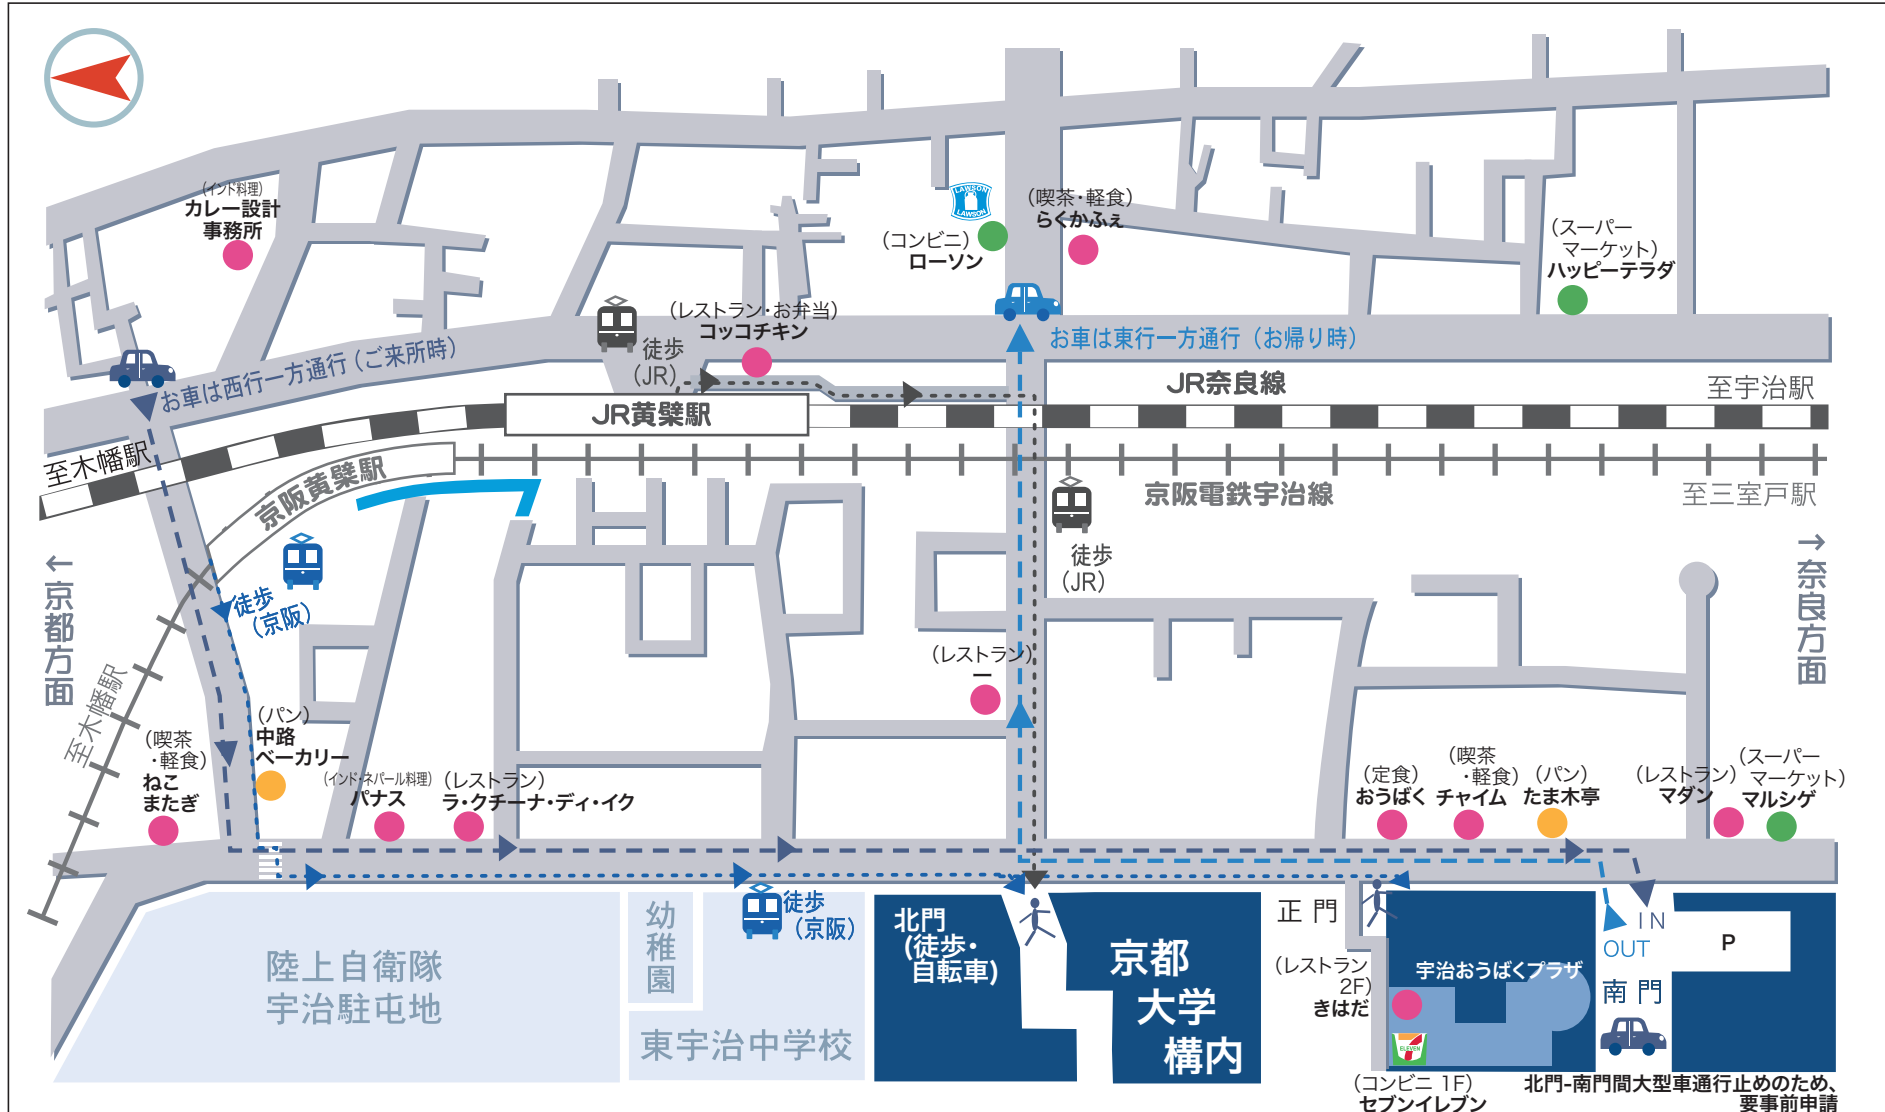 (インド料理)
カレー設計
事務所
LAWSON
LAWSON
(コンビニ)
ローソン
(喫茶・軽食)
らくかふぇ
(スーパー
マーケット)
ハッピーテラダ
(レストラン・お弁当)
コッコチキン
徒歩
(JR)
お車は東行一方通行(お帰り時)
お車は西行一方通行(ご来所時)
JR奈良線
至宇治駅
JR黄檗駅
至木幡駅
京阪黄檗駅
京阪電鉄宇治線
至三室戸駅
徒歩
(JR)
←京都方面
→奈良方面
徒歩
(京阪)
至木幡駅
(レストラン)
一
(喫茶
・軽食)
ねこ
またぎ
(パン)
中路
ベーカリー
(インド・ネパール料理)
パナス
(レストラン)
ラ・クチーナ・ディ・イク
(定食)
おうばく
(喫茶
・軽食)
チャイム
(パン)
たま木亭
(レストラン)
マダン
(スーパー
マーケット)
マルシゲ
陸上自衛隊
宇治駐屯地
幼稚園
東宇治中学校
徒歩
(京阪)
北門
(徒歩・
自転車)
京都
大学
構内
正門
(レストラン
2F)
きはだ
宇治おうばくプラザ
ELEVEN
(コンビニ 1F)
セブンイレブン
IN
OUT
南門
P
北門-南門間大型車通行止めのため、
要事前申請